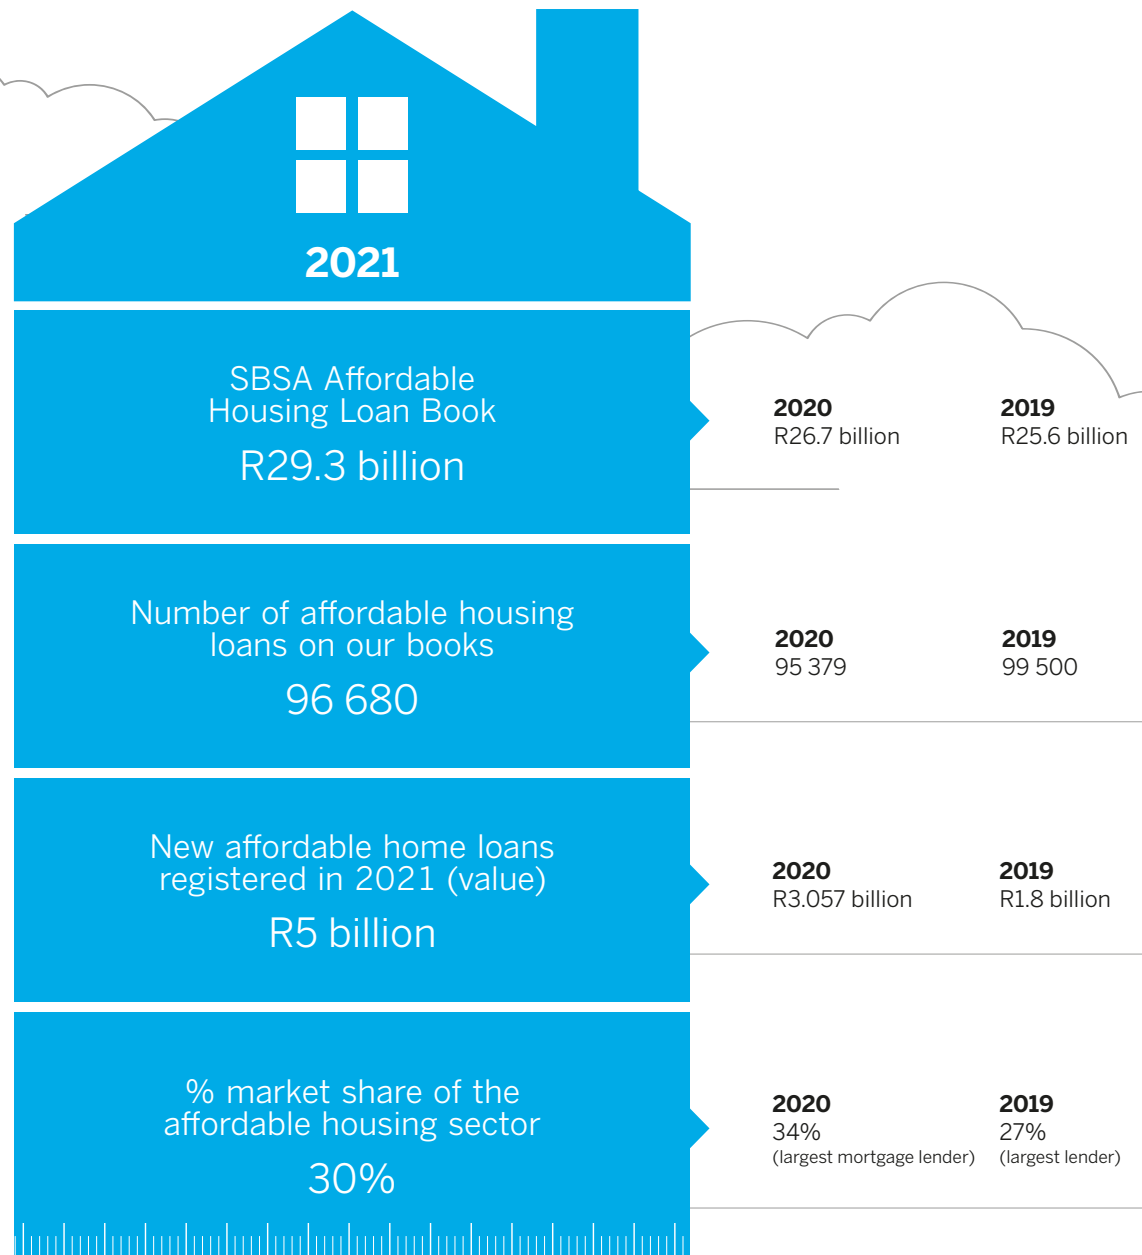 2021
SBSA Affordable
Housing Loan Book
R29.3 billion
2020
R26.7 billion
2019
R25.6 billion
Number of affordable housing
loans on our books
96 680
2020
95 379
2019
99 500
New affordable home loans
registered in 2021 (value)
R5 billion
2020
R3.057 billion
2019
R1.8 billion
% market share of the
affordable housing sector
30%
2020
34%
(largest mortgage lender)
2019
27%
(largest lender)